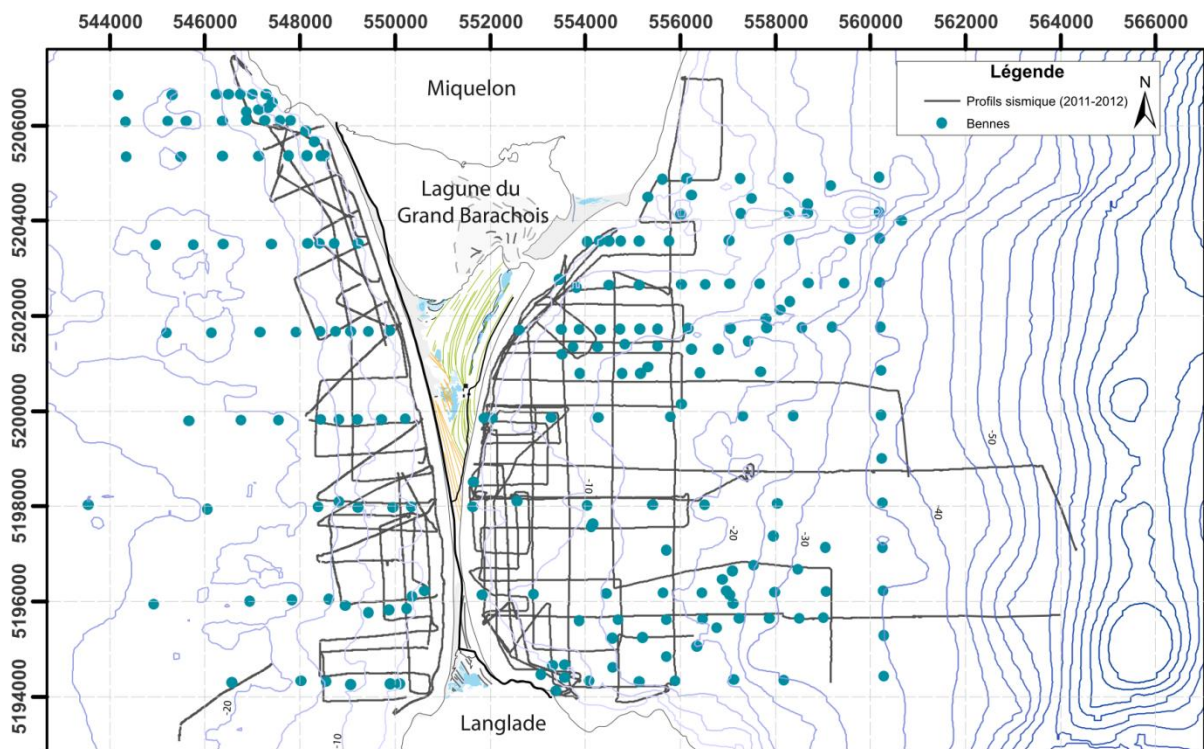 544000 546000 548000 550000 552000 554000 556000 558000 560000 562000 564000 566000
Légende
Profils sismique (2011-2012)
Bennes
N
Miquelon
Lagune du
Grand Barachois
5206000
5204000
5202000
5200000
5198000
5196000
5194000
-50
-10
-40
-20
-30
-20
-10
Langlade